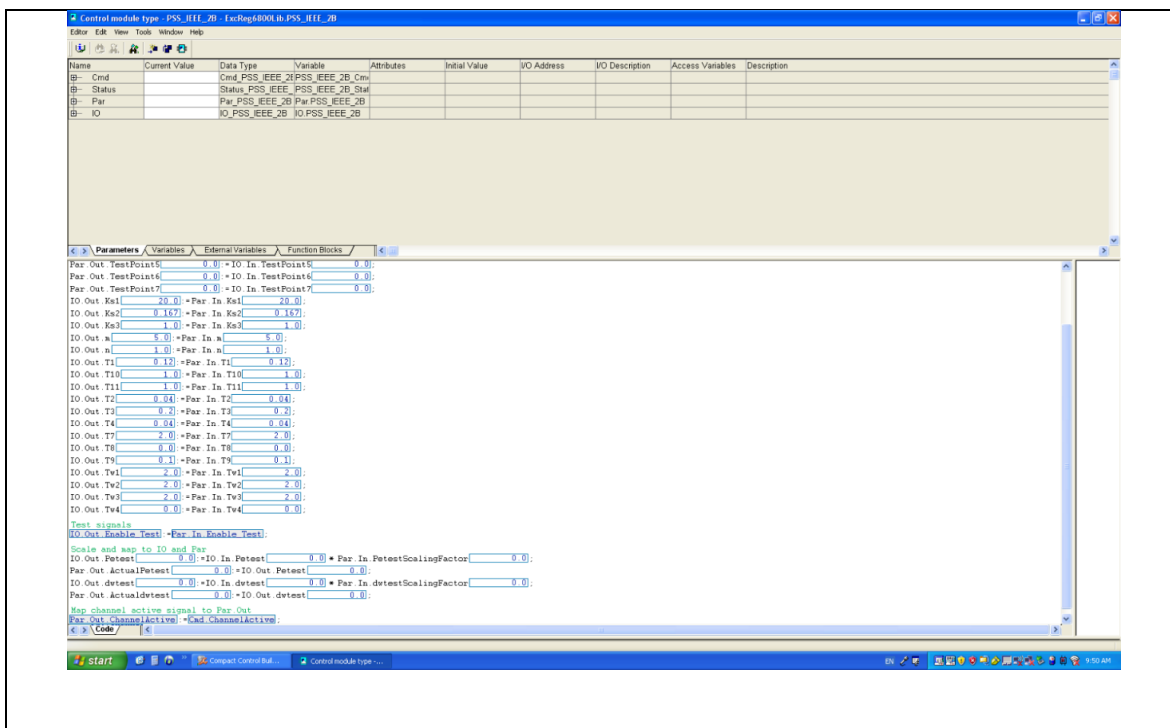 Control module type - PSS_IEEE_2B - ExcReg6800Lib.PSS_IEEE_2B
Editor Edit View Tools Window Help
Name Current Value Data Type Variable Attributes Initial Value I/O Address I/O Description Access Variables Description
Cmd Cmd_PSS_IEEE_2B PSS_IEEE_2B_Cm
Status Status_PSS_IEEE_ PSS_IEEE_2B_Stat
Par Par_PSS_IEEE_2B Par.PSS_IEEE_2B
IO IO_PSS_IEEE_2B IO.PSS_IEEE_2B
Parameters Variables External Variables Function Blocks
Par.Out.TestPoint5 0.0 := IO.In.TestPoint5 0.0;
Par.Out.TestPoint6 0.0 := IO.In.TestPoint6 0.0;
Par.Out.TestPoint7 0.0 := IO.In.TestPoint7 0.0;
IO.Out.Ks1 20.0 := Par.In.Ks1 20.0;
IO.Out.Ks2 0.167 := Par.In.Ks2 0.167;
IO.Out.Ks3 1.0 := Par.In.Ks3 1.0;
IO.Out.m 5.0 := Par.In.m 5.0;
IO.Out.n 1.0 := Par.In.n 1.0;
IO.Out.T1 0.12 := Par.In.T1 0.12;
IO.Out.T10 1.0 := Par.In.T10 1.0;
IO.Out.T11 1.0 := Par.In.T11 1.0;
IO.Out.T2 0.04 := Par.In.T2 0.04;
IO.Out.T3 0.2 := Par.In.T3 0.2;
IO.Out.T4 0.04 := Par.In.T4 0.04;
IO.Out.T7 2.0 := Par.In.T7 2.0;
IO.Out.T8 0.0 := Par.In.T8 0.0;
IO.Out.T9 0.1 := Par.In.T9 0.1;
IO.Out.Tw1 2.0 := Par.In.Tw1 2.0;
IO.Out.Tw2 2.0 := Par.In.Tw2 2.0;
IO.Out.Tw3 2.0 := Par.In.Tw3 2.0;
IO.Out.Tw4 0.0 := Par.In.Tw4 0.0;
Test signals
IO.Out.Enable_Test := Par.In.Enable_Test;
Scale and map to IO and Par
IO.Out.Petest 0.0 := IO.In.Petest 0.0 * Par.In.PetestScalingFactor 0.0;
Par.Out.ActualPetest 0.0 := IO.Out.Petest 0.0;
IO.Out.dwtest 0.0 := IO.In.dwtest 0.0 * Par.In.dwtestScalingFactor 0.0;
Par.Out.Actualdwtest 0.0 := IO.Out.dwtest 0.0;
Map channel active signal to Par.Out
Par.Out.ChannelActive := Cmd.ChannelActive;
Code
start Compact Control Buil... Control module type -... EN 9:50 AM